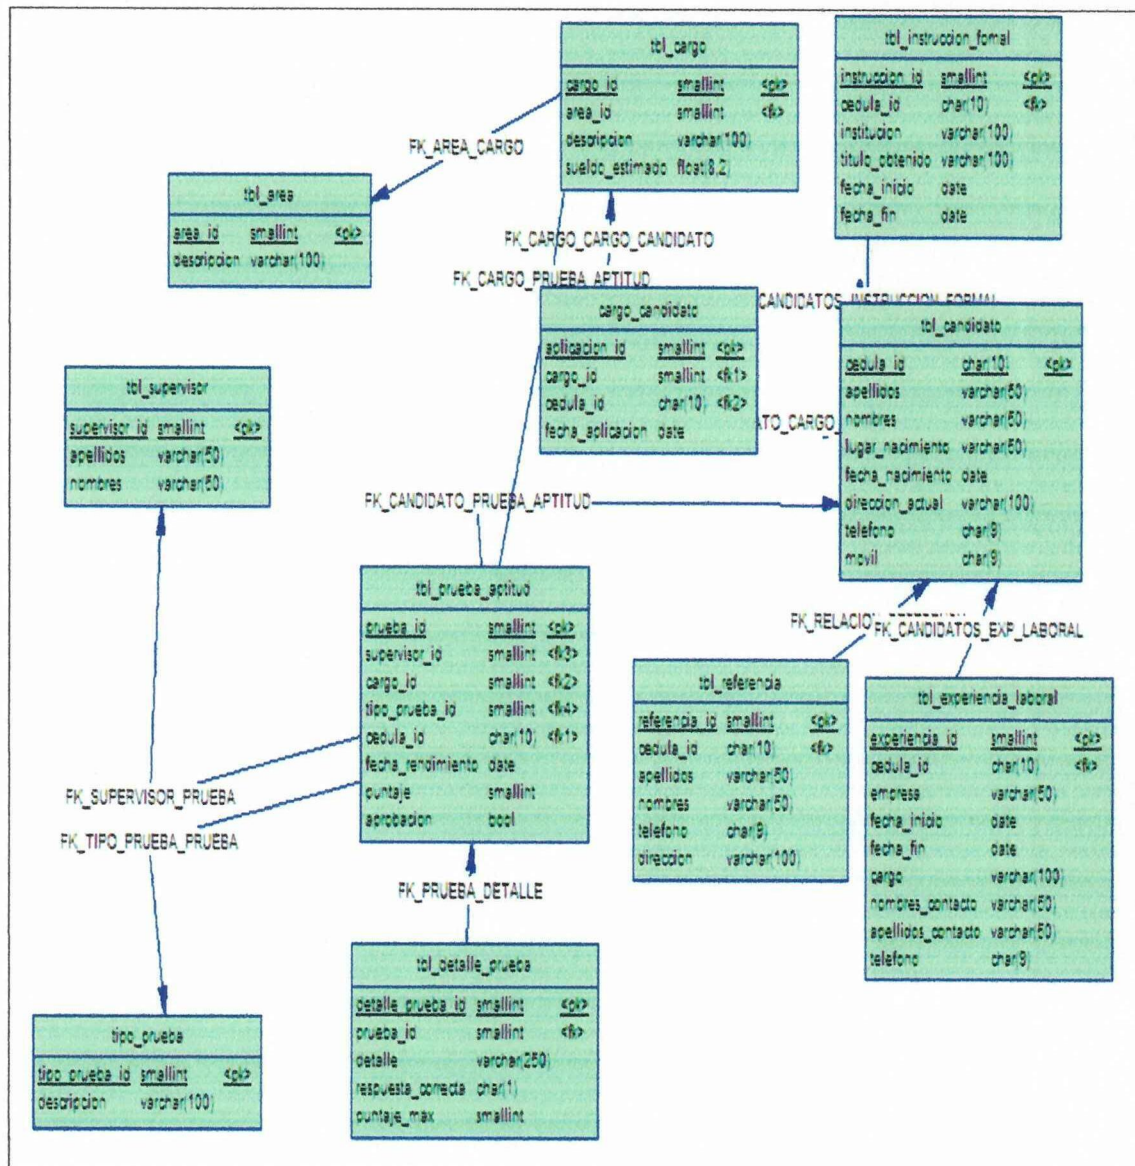 tbl_cargo
cargo_id smallint <pk>
area_id smallint <fk>
descripcion varchar(100)
sueldo_estimado float(8,2)
tbl_instruccion_fomal
instruccion_id smallint <pk>
cedula_id char(10) <fk>
institucion varchar(100)
titulo_obtenido varchar(100)
fecha_inicio date
fecha_fin date
FK_AREA_CARGO
tbl_area
area_id smallint <pk>
descripcion varchar(100)
FK_CARGO_CARGO_CANDIDATO
FK_CARGO_PRUEBA_APTITUD
CANDIDATOS_INSTRUCCION_FORMAL
cargo_candidato
aplicacion_id smallint <pk>
cargo_id smallint <fk1>
cedula_id char(10) <fk2>
fecha_aplicacion date
tbl_candidato
cedula_id char(10) <pk>
apellidos varchar(50)
nombres varchar(50)
lugar_nacimiento varchar(50)
fecha_nacimiento date
direccion_actual varchar(100)
telefono char(9)
movil char(9)
ATO_CARGO_
tbl_supervisor
supervisor_id smallint <pk>
apellidos varchar(50)
nombres varchar(50)
FK_CANDIDATO_PRUEBA_APTITUD
tbl_prueba_aptitud
prueba_id smallint <pk>
supervisor_id smallint <fk3>
cargo_id smallint <fk2>
tipo_prueba_id smallint <fk4>
cedula_id char(10) <fk1>
fecha_rendimiento date
puntaje smallint
aprobacion bool
FK_RELACION
FK_CANDIDATOS_EXP_LABORAL
tbl_referencia
referencia_id smallint <pk>
cedula_id char(10) <fk>
apellidos varchar(50)
nombres varchar(50)
telefono char(9)
direccion varchar(100)
tbl_experiencia_laboral
experiencia_id smallint <pk>
cedula_id char(10) <fk>
empresa varchar(50)
fecha_inicio date
fecha_fin date
cargo varchar(100)
nombres_contacto varchar(50)
apellidos_contacto varchar(50)
telefono char(9)
FK_SUPERVISOR_PRUEBA
FK_TIPO_PRUEBA_PRUEBA
FK_PRUEBA_DETALLE
tbl_detalle_prueba
detalle_prueba_id smallint <pk>
prueba_id smallint <fk>
detalle varchar(250)
respuesta_correcta char(1)
puntaje_max smallint
tipo_prueba
tipo_prueba_id smallint <pk>
descripcion varchar(100)